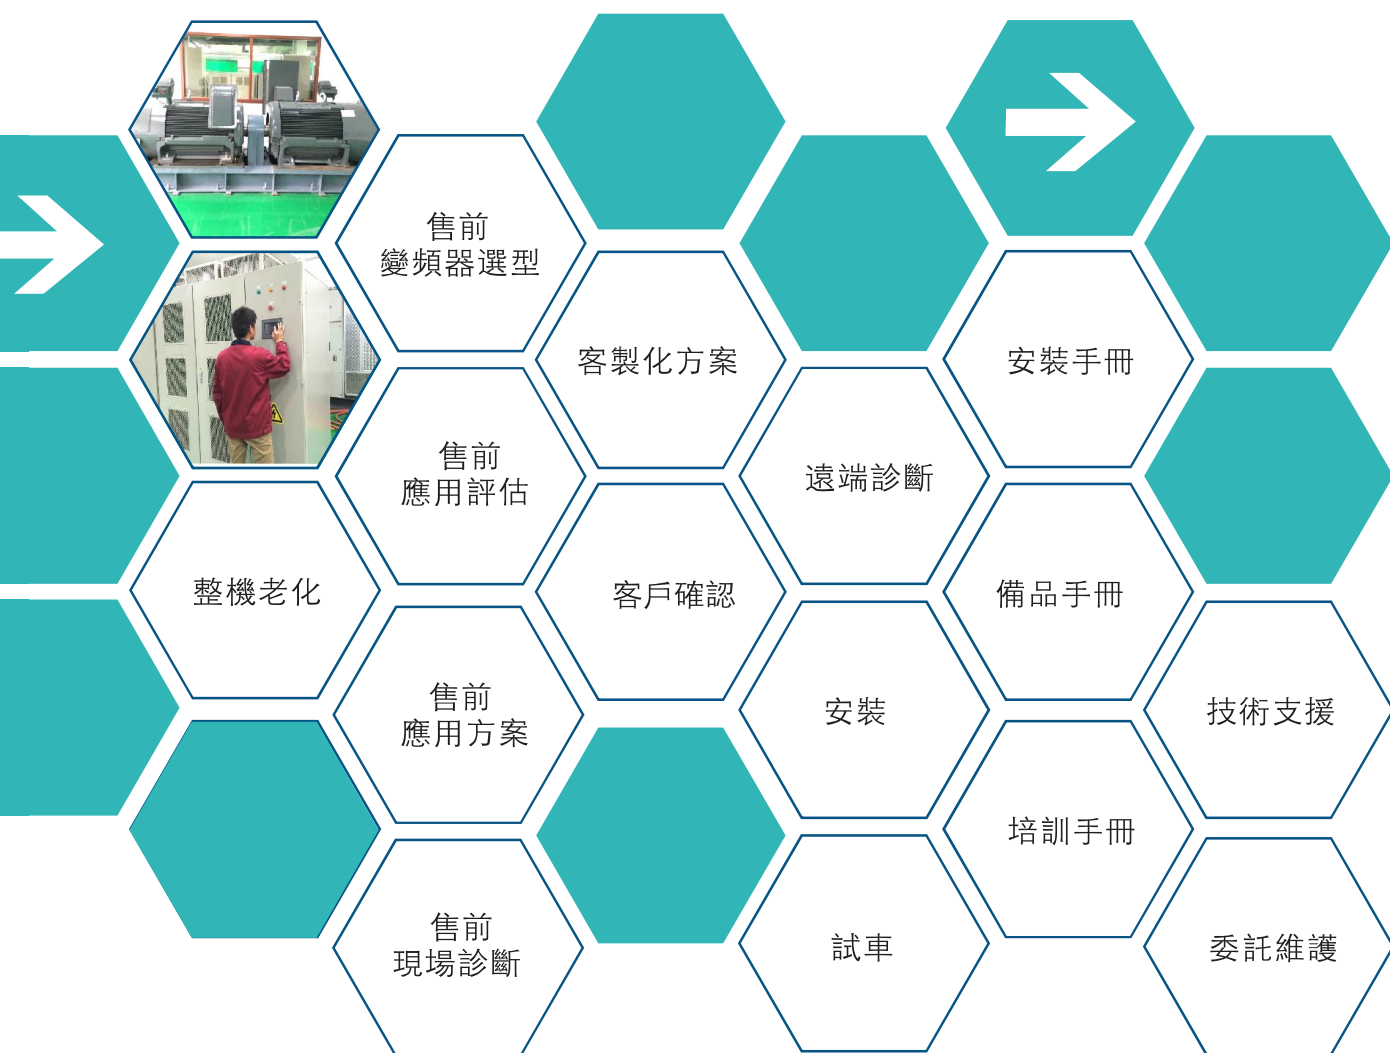 整機老化
售前
變頻器選型
售前
應用評估
售前
應用方案
售前
現場診斷
客製化方案
客戶確認
遠端診斷
安裝
試車
安裝手冊
備品手冊
培訓手冊
技術支援
委託維護